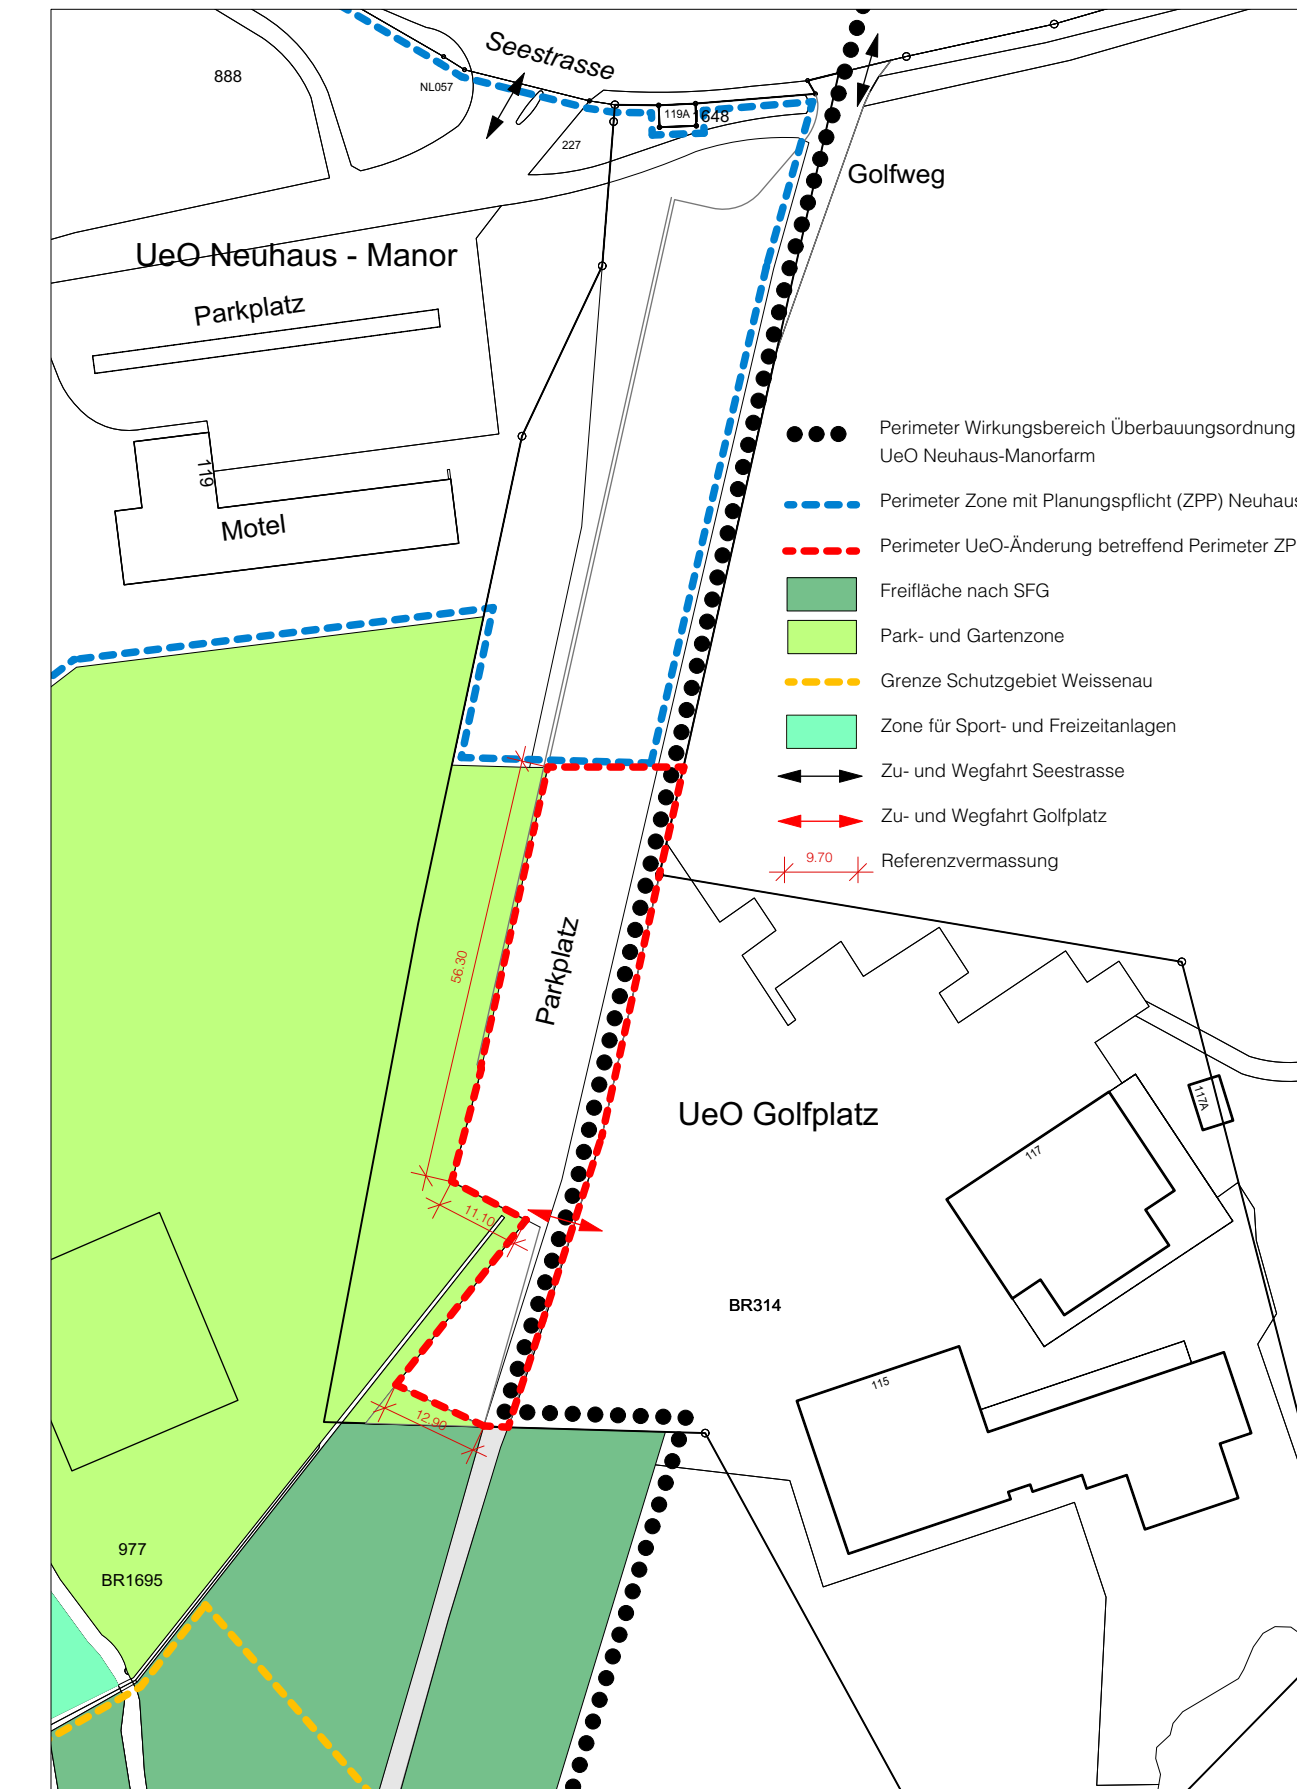 Seestrasse
888
NL057
119A
1648
227
Golfweg
UeO Neuhaus - Manor
Parkplatz
119
Motel
Perimeter Wirkungsbereich Überbauungsordnung
UeO Neuhaus-Manorfarm
Perimeter Zone mit Planungspflicht (ZPP) Neuhaus
Perimeter UeO-Änderung betreffend Perimeter ZP
Freifläche nach SFG
Park- und Gartenzone
Grenze Schutzgebiet Weissenau
Zone für Sport- und Freizeitanlagen
Zu- und Wegfahrt Seestrasse
Zu- und Wegfahrt Golfplatz
9.70
Referenzvermassung
56.30
Parkplatz
UeO Golfplatz
117A
117
11.10
BR314
115
12.90
977
BR1695